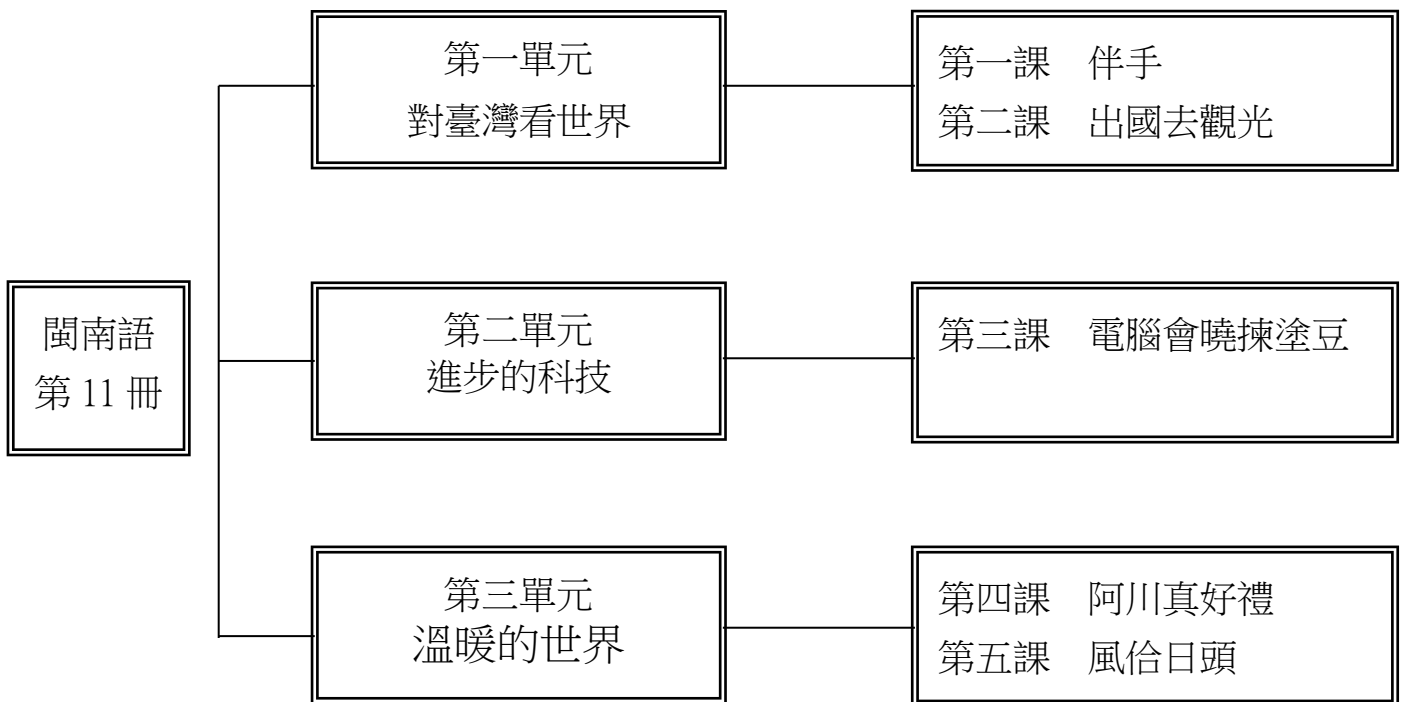 閩南語
第 11 冊
第一單元
對臺灣看世界
第一課　伴手
第二課　出國去觀光
第二單元
進步的科技
第三課　電腦會曉揀塗豆
第三單元
溫暖的世界
第四課　阿川真好禮
第五課　風佮日頭